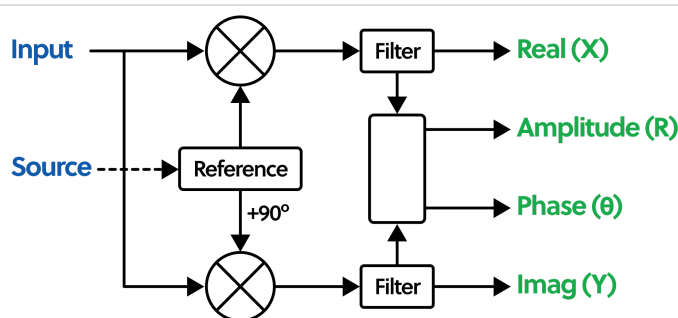 Input
Filter
Real (X)
Amplitude (R)
Source
Reference
+90°
Phase (θ)
Filter
Imag (Y)